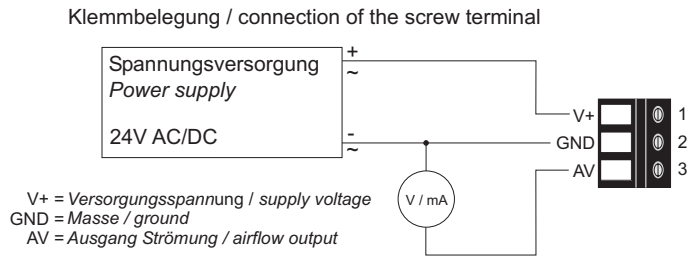 Klemmbelegung / connection of the screw terminal
Spannungsversorgung
Power supply
24V AC/DC
+
~
-
~
V+
GND
AV
1
2
3
V / mA
V+ = Versorgungsspannung / supply voltage
GND = Masse / ground
AV = Ausgang Strömung / airflow output